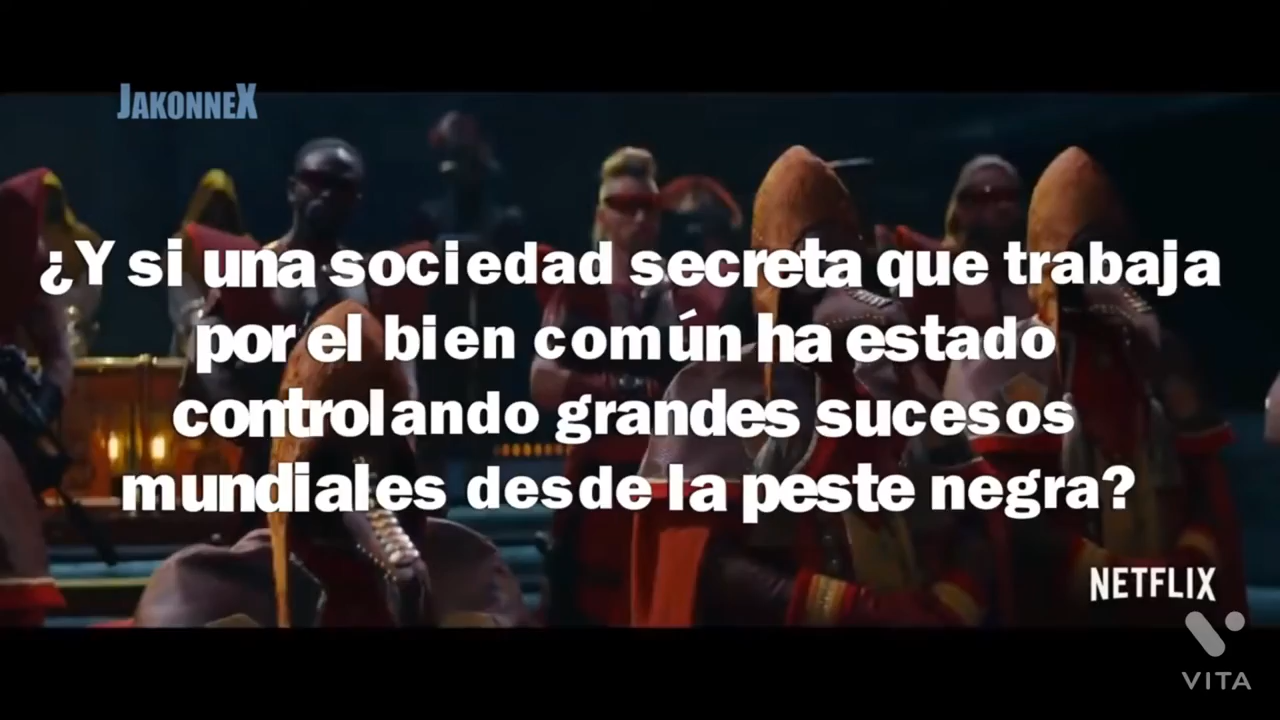 JAKONNEX
¿Y si una sociedad secreta que trabaja
por el bien común ha estado
controlando grandes sucesos
mundiales desde la peste negra?
NETFLIX
VITA